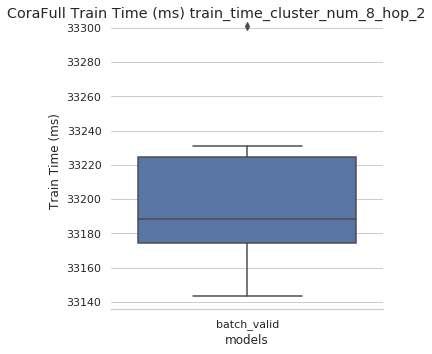 CoraFull Train Time (ms) train_time_cluster_num_8_hop_2
33300
33280
33260
33240
33220
33200
33180
33160
33140
Train Time (ms)
batch_valid
models